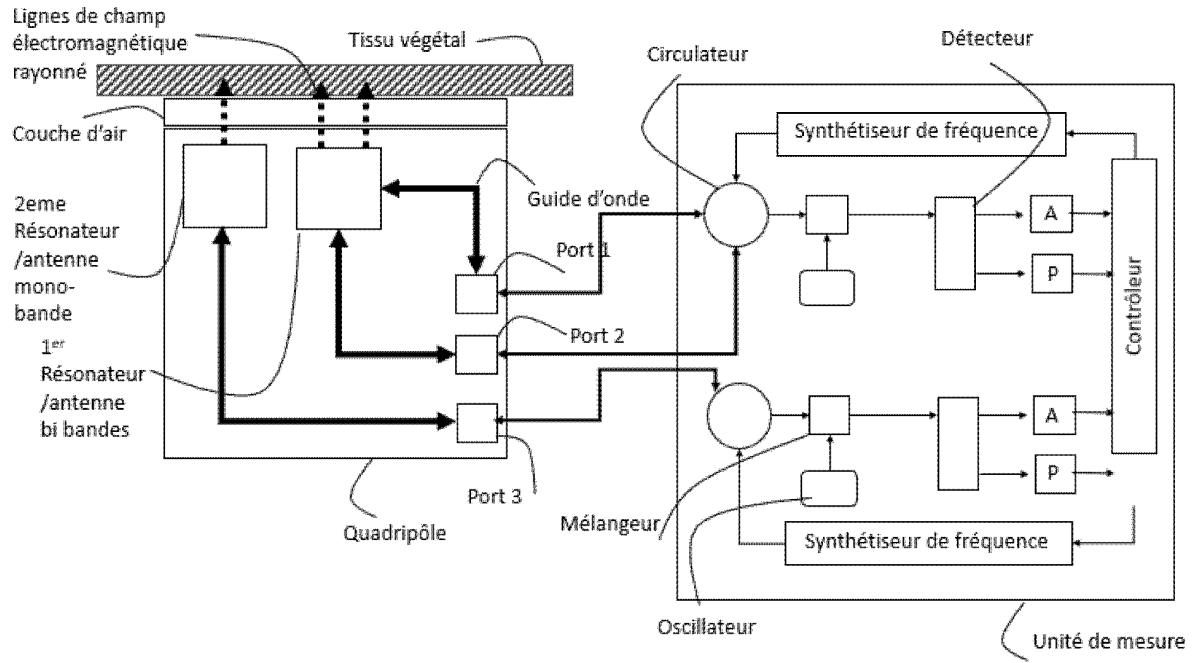 Lignes de champ
électromagnétique
rayonné
Tissu végétal
Circulateur
Détecteur
Couche d'air
Synthétiseur de fréquence
2eme
Résonateur
/antenne
mono-
bande
Guide d'onde
Port 1
A
P
Contrôleur
Port 2
1er
Résonateur
/antenne
bi bandes
A
P
Port 3
Quadripôle
Mélangeur
Synthétiseur de fréquence
Oscillateur
Unité de mesure